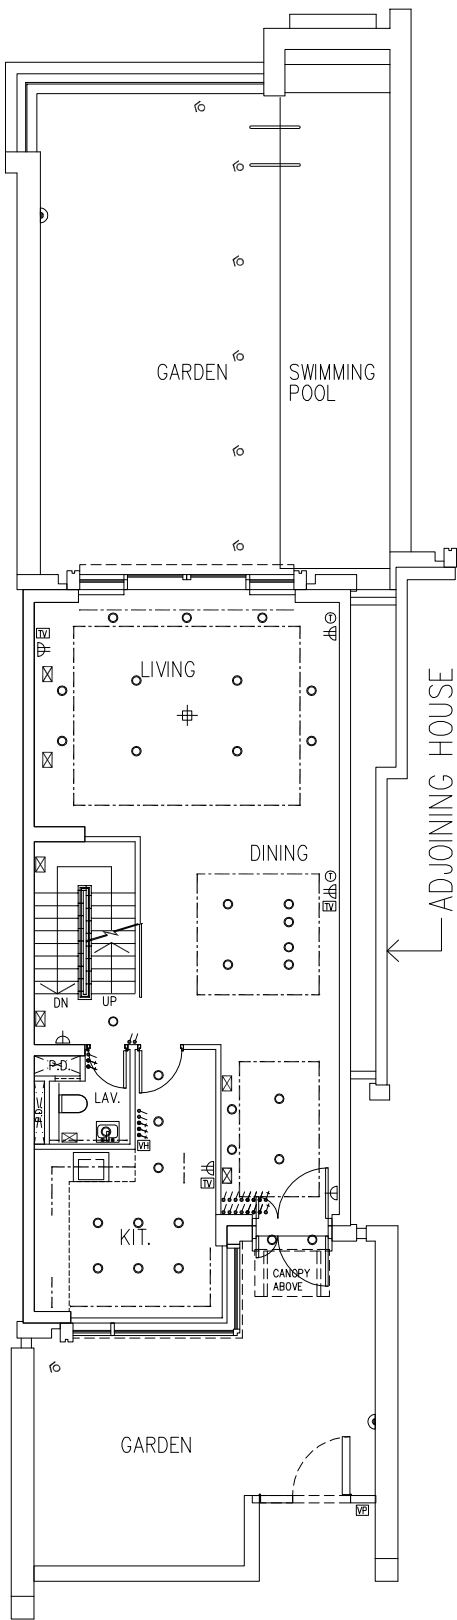 GARDEN
SWIMMING
POOL
T
TV
LIVING
ADJOINING HOUSE
DINING
T
TV
DN
UP
P.D.
LAV.
P.D.
VH
TV
KIT.
CANOPY
ABOVE
GARDEN
VP